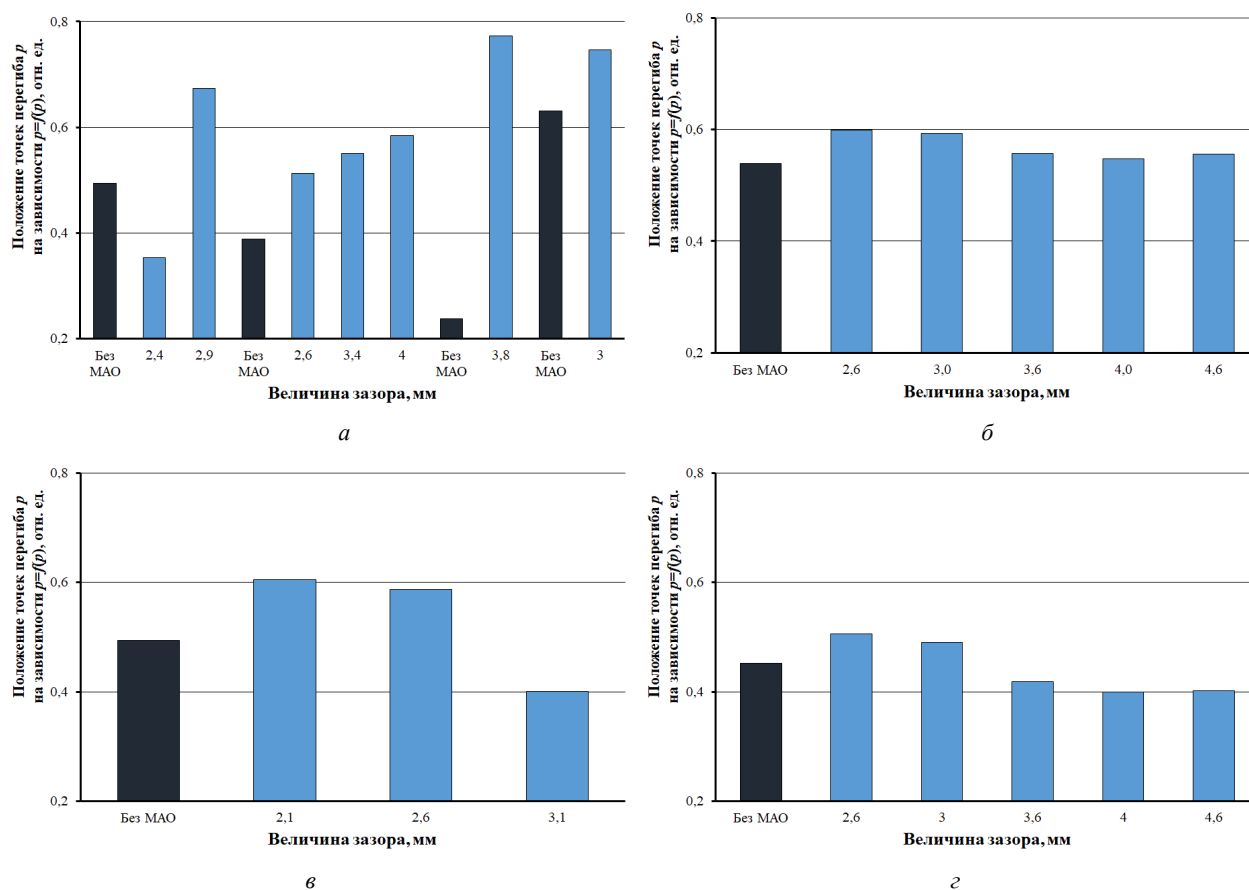 Положение точек перегиба p
на зависимости p=f(p), отн. ед.
0,8
0,6
0,4
0,2
Без
МАО
2,4
2,9
Без
МАО
2,6
3,4
4
Без
МАО
3,8
Без
МАО
3
Величина зазора, мм
а
Положение точек перегиба p
на зависимости p=f(p), отн. ед.
0,8
0,6
0,4
0,2
Без МАО
2,6
3,0
3,6
4,0
4,6
Величина зазора, мм
б
Положение точек перегиба p
на зависимости p=f(p), отн. ед.
0,8
0,6
0,4
0,2
Без МАО
2,1
2,6
3,1
Величина зазора, мм
в
Положение точек перегиба p
на зависимости p=f(p), отн. ед.
0,8
0,6
0,4
0,2
Без МАО
2,6
3
3,6
4
4,6
Величина зазора, мм
г